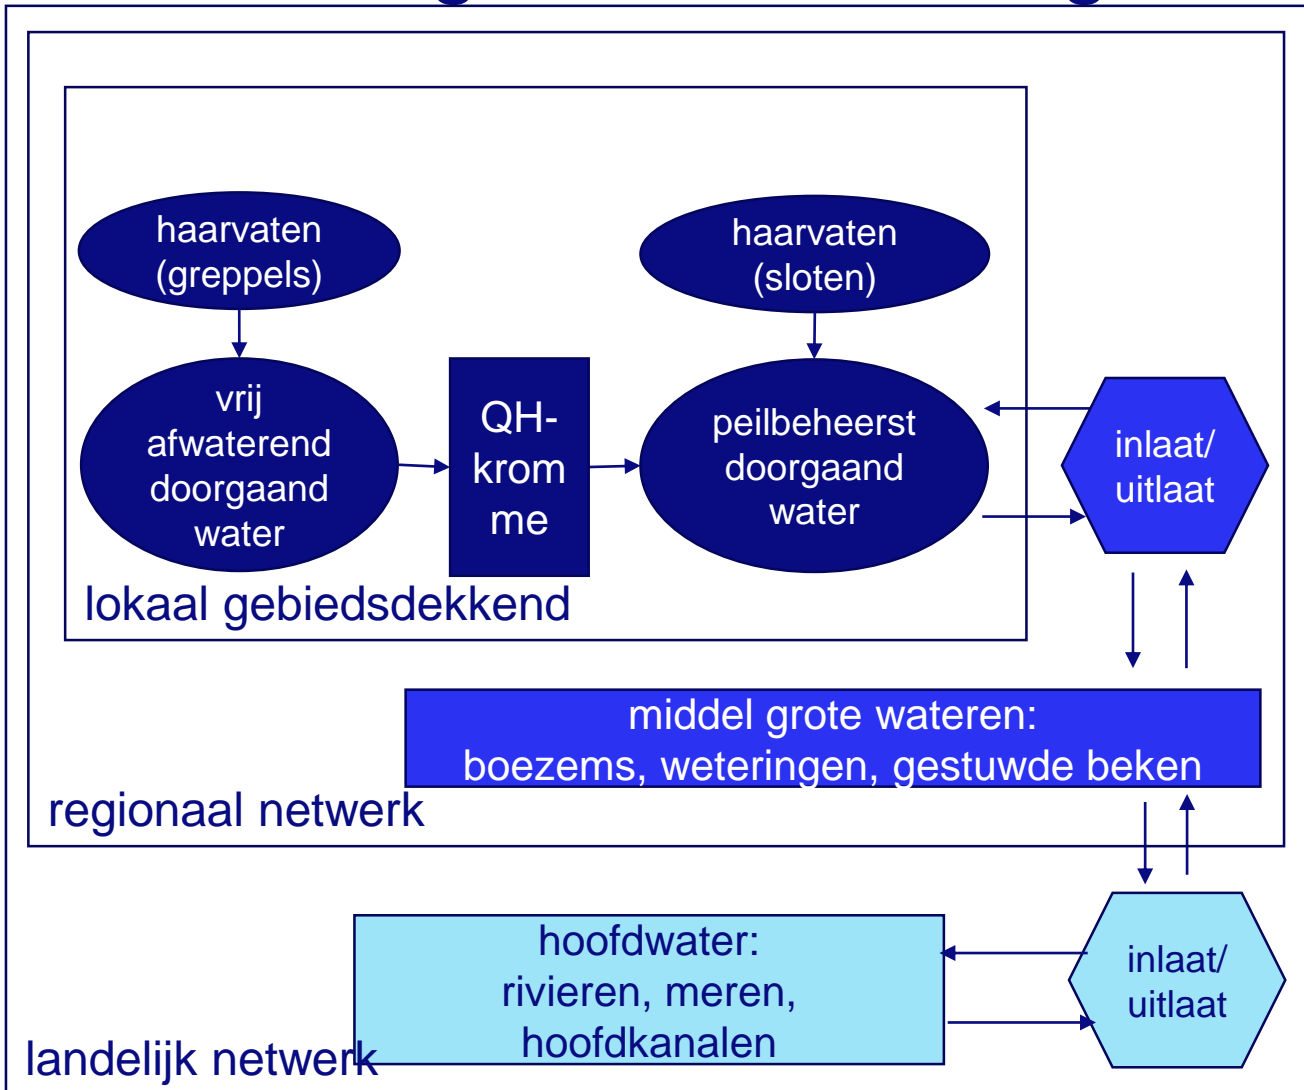 haarvaten
(greppels)
haarvaten
(sloten)
vrij
afwaterend
doorgaand
water
QH-
krom
me
peilbeheerst
doorgaand
water
inlaat/
uitlaat
lokaal gebiedsdekkend
middel grote wateren:
boezems, weteringen, gestuwde beken
regionaal netwerk
hoofdwater:
rivieren, meren,
hoofdkanalen
inlaat/
uitlaat
landelijk netwerk